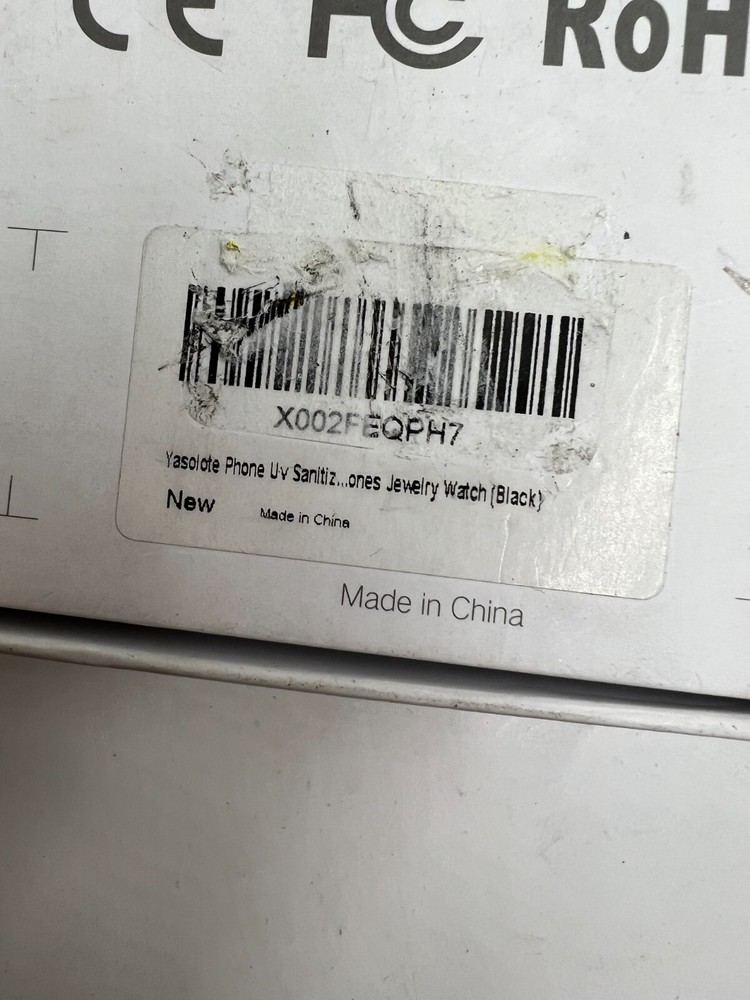 CE FC RoH
X002FEQPH7
Yasolote Phone Uv Sanitiz...ones Jewelry Watch (Black)
New Made in China
Made in China